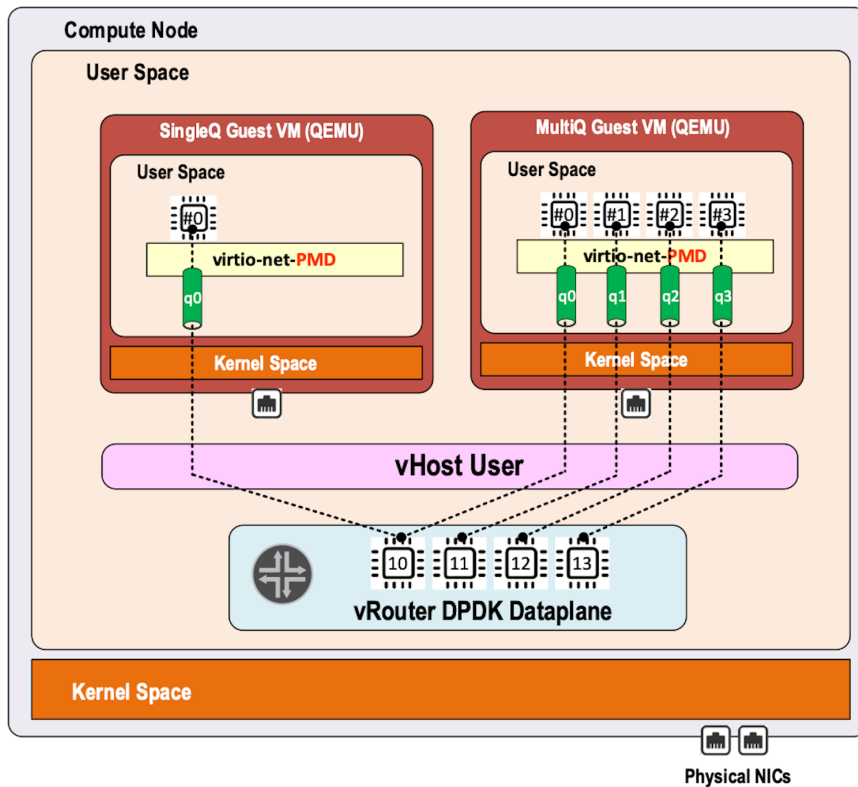 Compute Node
User Space
SingleQ Guest VM (QEMU)
User Space
#0
virtio-net-PMD
q0
Kernel Space
MultiQ Guest VM (QEMU)
User Space
#0 #1 #2 #3
virtio-net-PMD
q0 q1 q2 q3
Kernel Space
vHost User
10 11 12 13
vRouter DPDK Dataplane
Kernel Space
Physical NICs